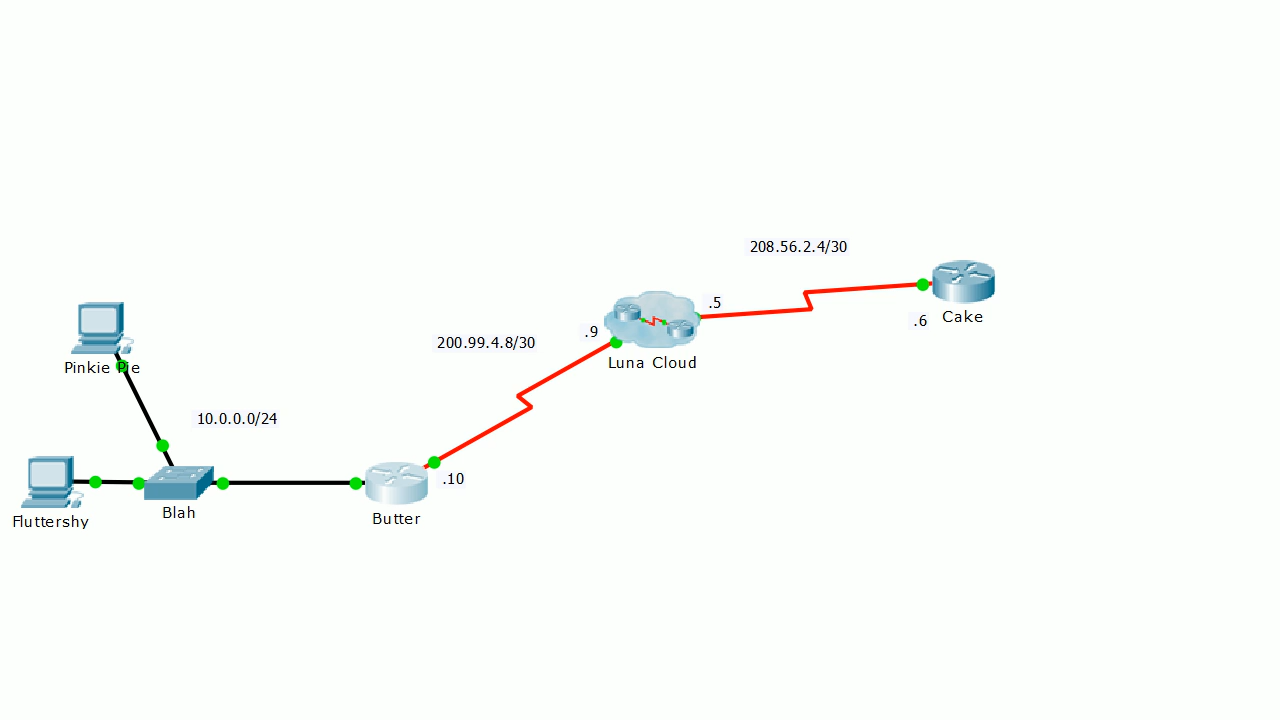 208.56.2.4/30
.5
.6
Cake
200.99.4.8/30
.9
Luna Cloud
Pinkie Pie
10.0.0.0/24
.10
Fluttershy
Blah
Butter